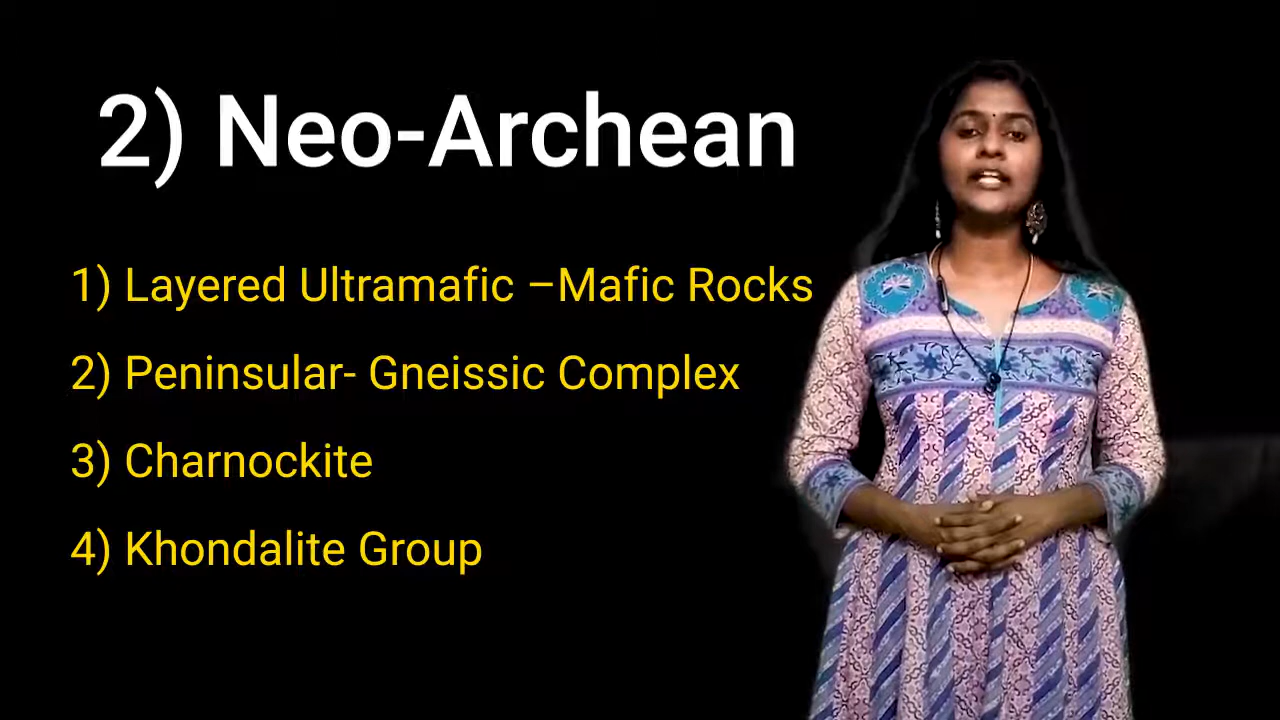 2) Neo-Archean
1) Layered Ultramafic –Mafic Rocks
2) Peninsular- Gneissic Complex
3) Charnockite
4) Khondalite Group